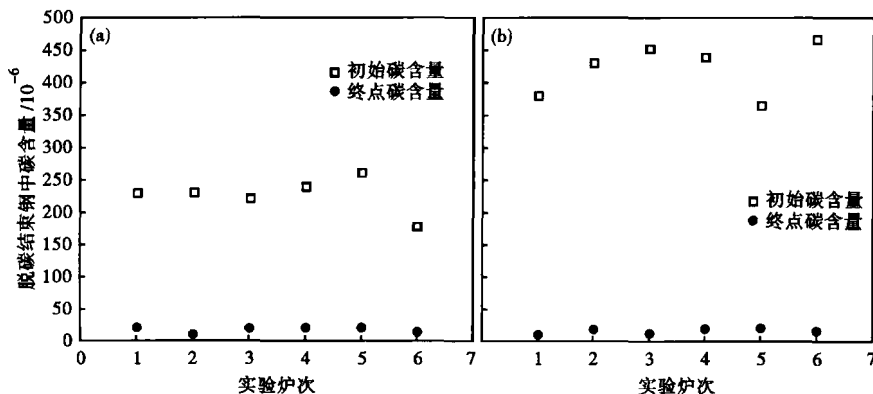 脱碳结束钢中碳含量/10⁻⁶
500
450
400
350
300
250
200
150
100
50
0
(a)
□ 初始碳含量
● 终点碳含量
0 1 2 3 4 5 6 7
实验炉次
(b)
□ 初始碳含量
● 终点碳含量
1 2 3 4 5 6 7
实验炉次